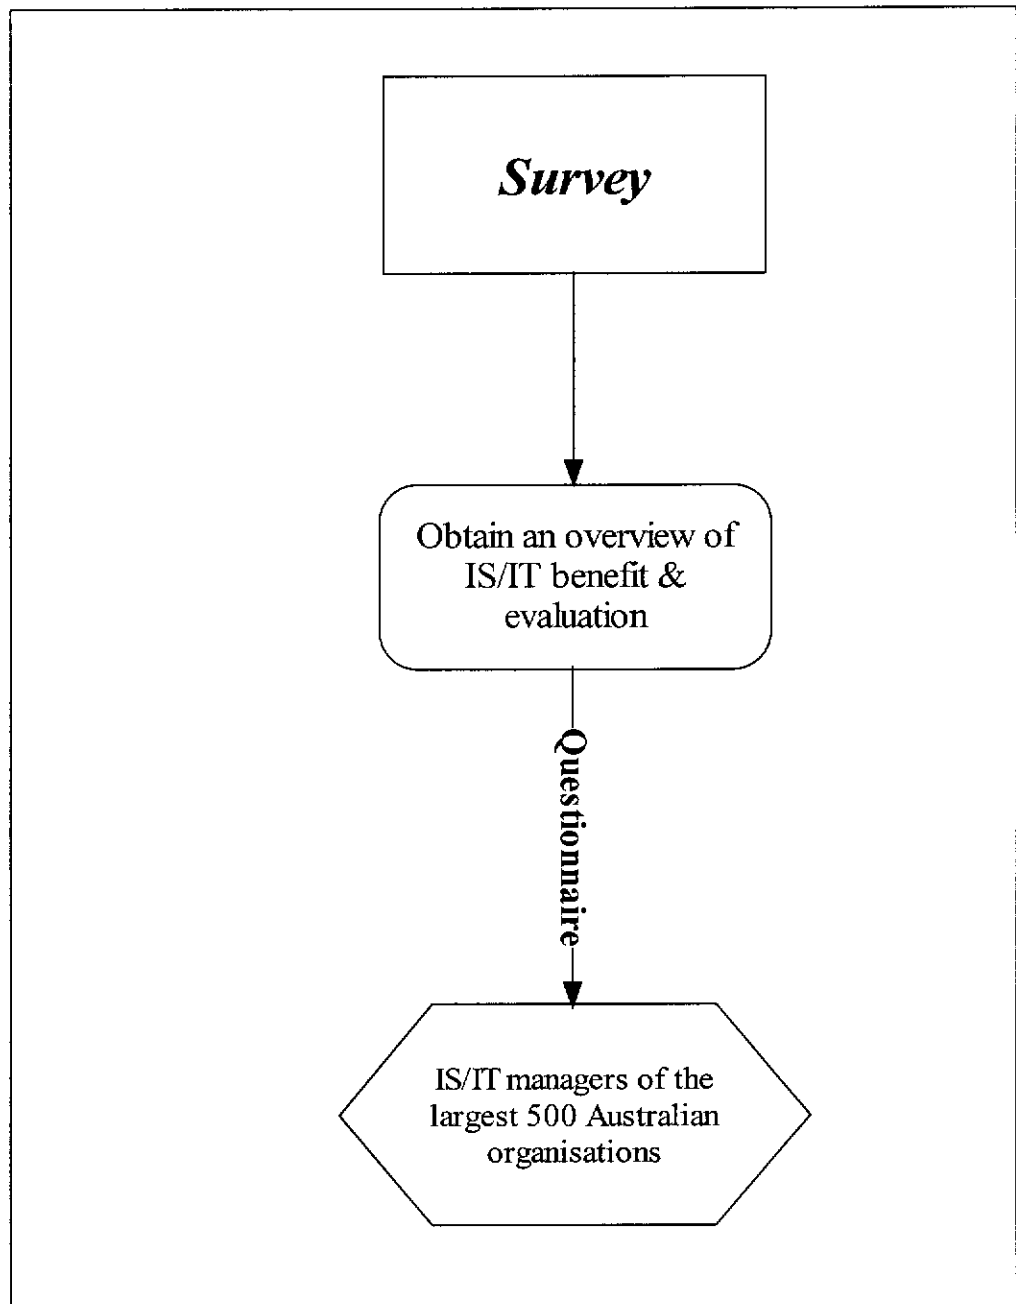 Survey
Obtain an overview of
IS/IT benefit &
evaluation
Questionnaire
IS/IT managers of the
largest 500 Australian
organisations